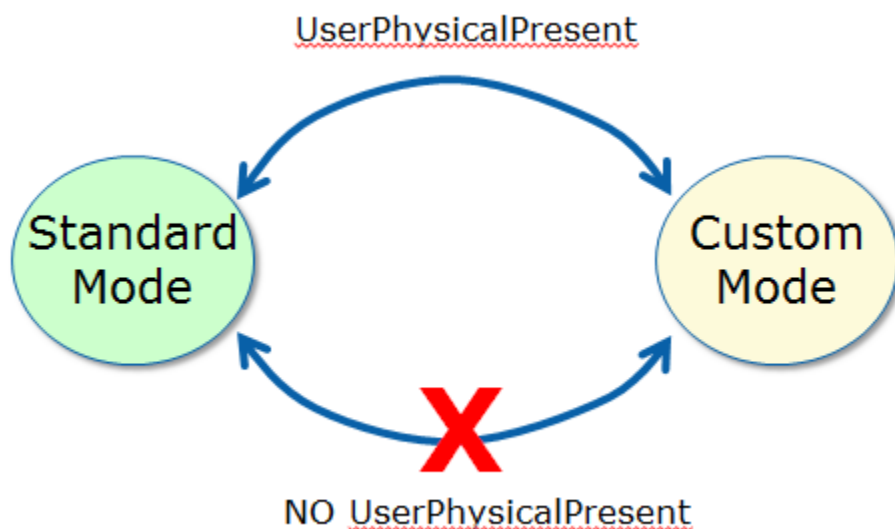 UserPhysicalPresent
Standard
Mode
Custom
Mode
X
NO UserPhysicalPresent